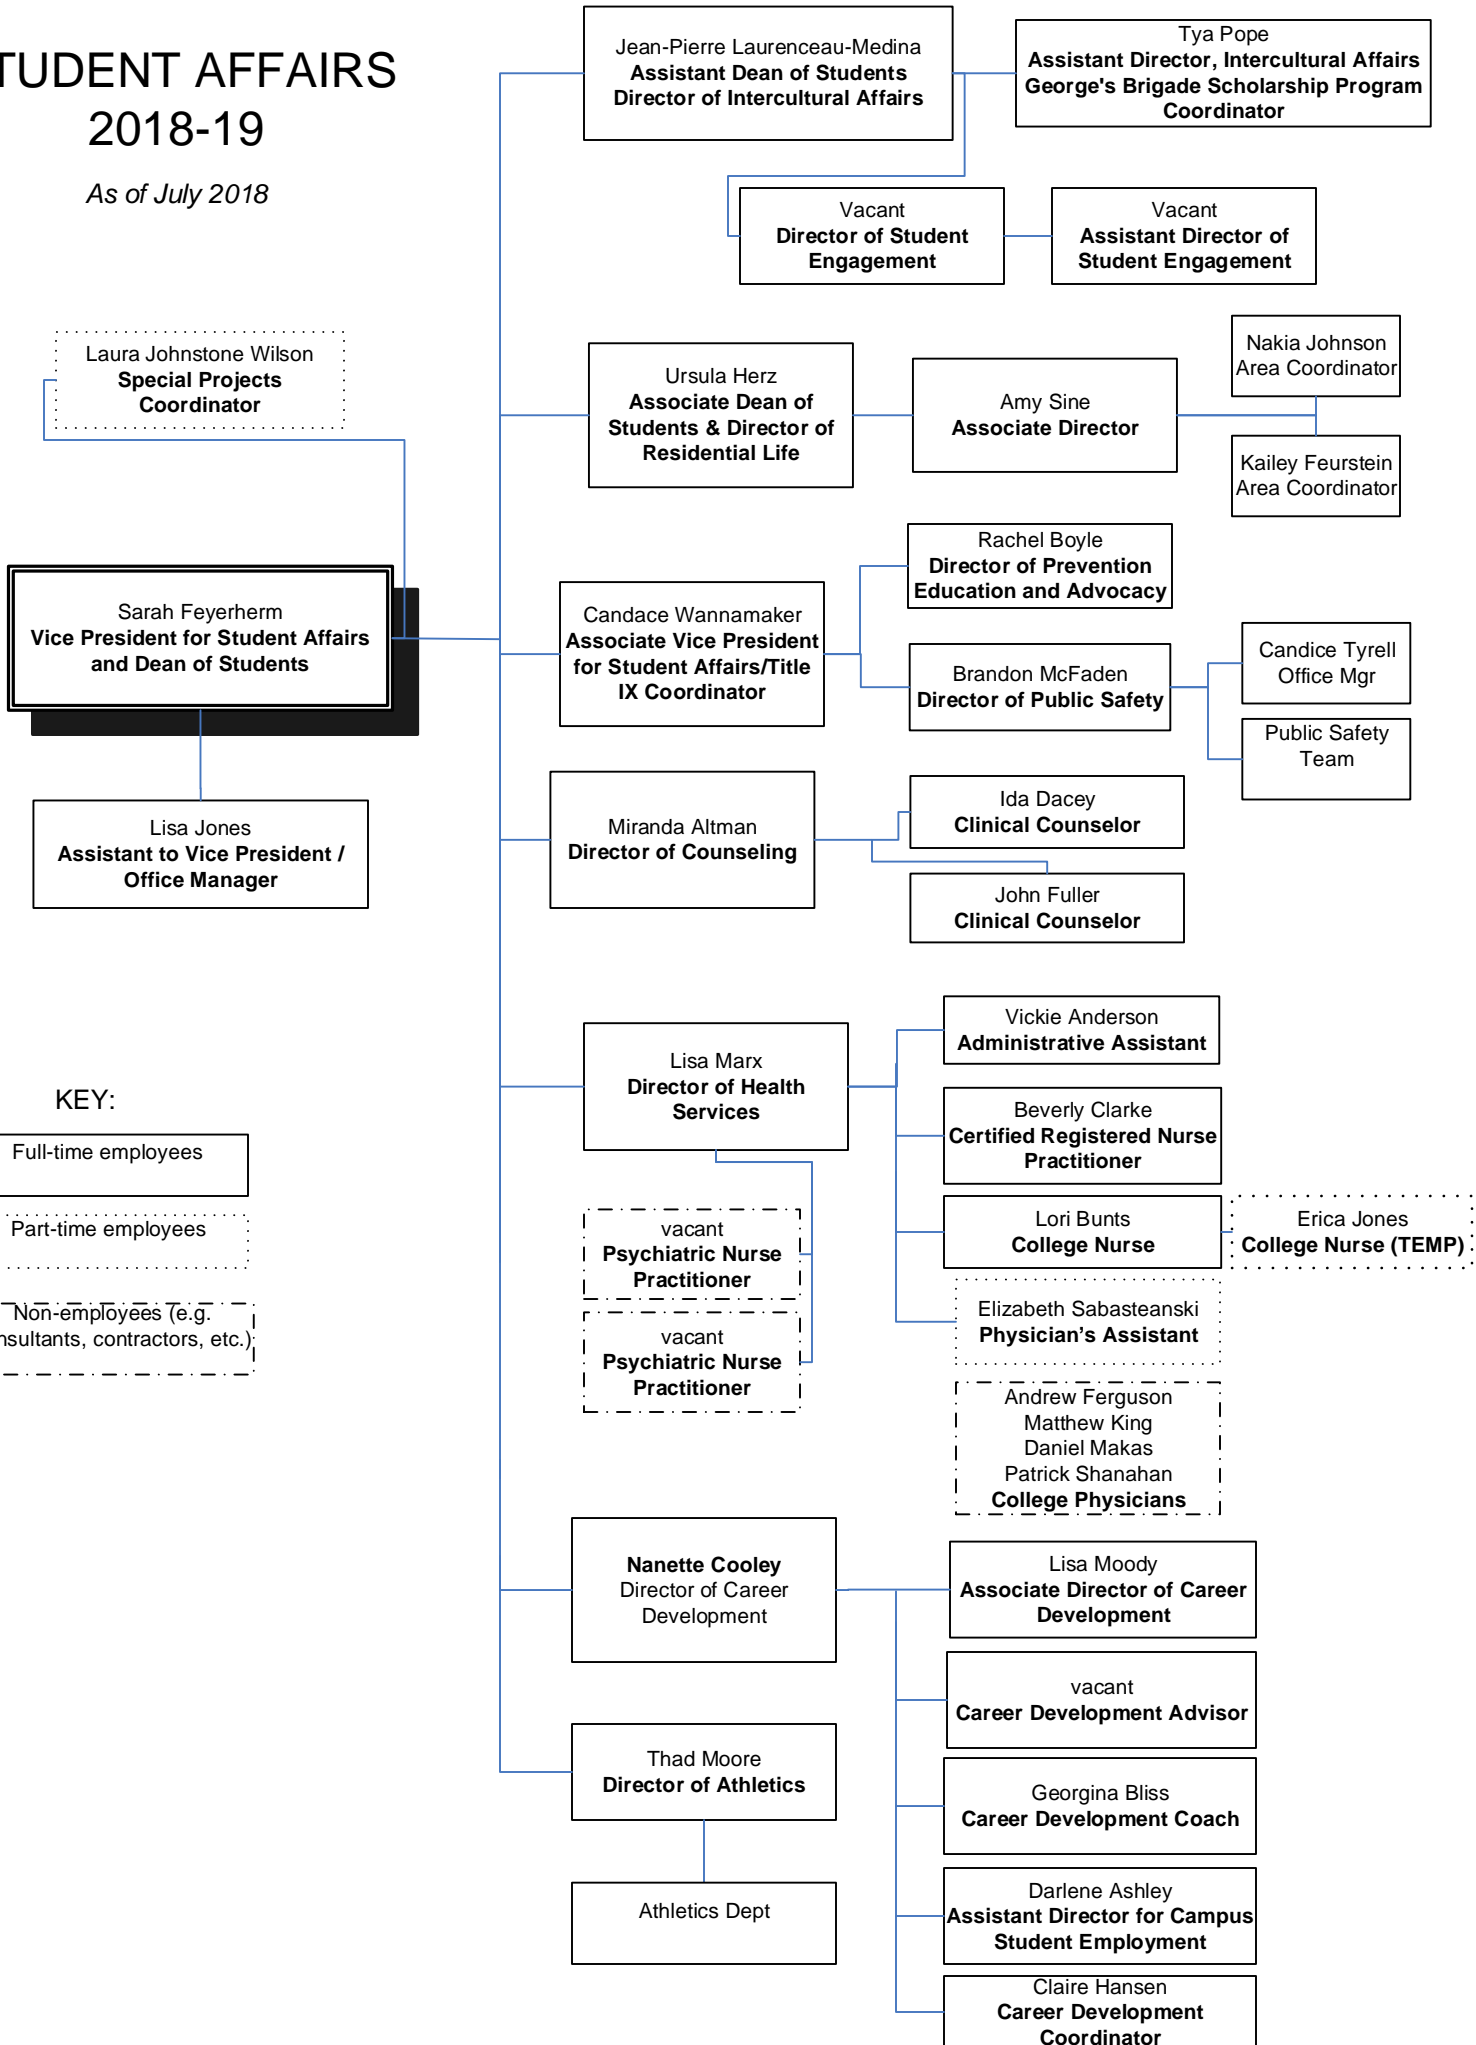 TUDENT AFFAIRS
2018-19
As of July 2018
Jean-Pierre Laurenceau-Medina
Assistant Dean of Students
Director of Intercultural Affairs
Tya Pope
Assistant Director, Intercultural Affairs
George's Brigade Scholarship Program
Coordinator
Vacant
Director of Student
Engagement
Vacant
Assistant Director of
Student Engagement
Laura Johnstone Wilson
Special Projects
Coordinator
Ursula Herz
Associate Dean of
Students & Director of
Residential Life
Amy Sine
Associate Director
Nakia Johnson
Area Coordinator
Kailey Feurstein
Area Coordinator
Sarah Feyerherm
Vice President for Student Affairs
and Dean of Students
Candace Wannamaker
Associate Vice President
for Student Affairs/Title
IX Coordinator
Rachel Boyle
Director of Prevention
Education and Advocacy
Brandon McFaden
Director of Public Safety
Candice Tyrell
Office Mgr
Public Safety
Team
Lisa Jones
Assistant to Vice President /
Office Manager
Miranda Altman
Director of Counseling
Ida Dacey
Clinical Counselor
John Fuller
Clinical Counselor
Lisa Marx
Director of Health
Services
Vickie Anderson
Administrative Assistant
Beverly Clarke
Certified Registered Nurse
Practitioner
Lori Bunts
College Nurse
Erica Jones
College Nurse (TEMP)
Elizabeth Sabasteanski
Physician’s Assistant
Andrew Ferguson
Matthew King
Daniel Makas
Patrick Shanahan
College Physicians
vacant
Psychiatric Nurse
Practitioner
vacant
Psychiatric Nurse
Practitioner
KEY:
Full-time employees
Part-time employees
Non-employees (e.g.
nsultants, contractors, etc.)
Nanette Cooley
Director of Career
Development
Lisa Moody
Associate Director of Career
Development
vacant
Career Development Advisor
Georgina Bliss
Career Development Coach
Darlene Ashley
Assistant Director for Campus
Student Employment
Claire Hansen
Career Development
Coordinator
Thad Moore
Director of Athletics
Athletics Dept